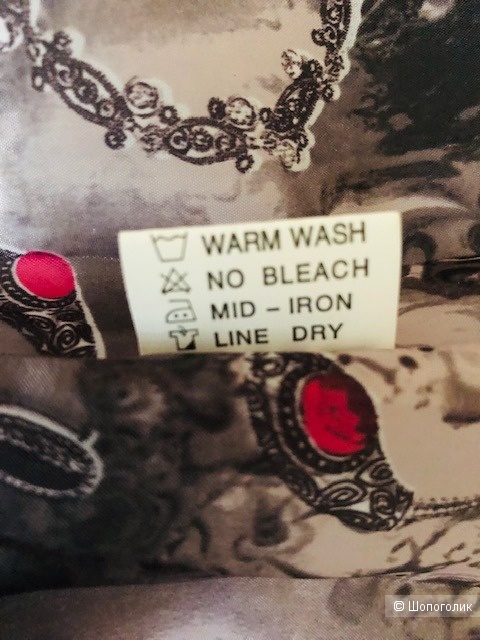 WARM WASH
NO BLEACH
MID - IRON
LINE DRY
© Шопоголик